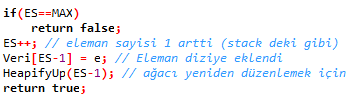 if(ES==MAX)
return false;
ES++; // eleman sayisi 1 artti (stack deki gibi)
Veri[ES-1] = e; // Eleman diziye eklendi
HeapifyUp(ES-1); // ağacı yeniden düzenlemek için
return true;